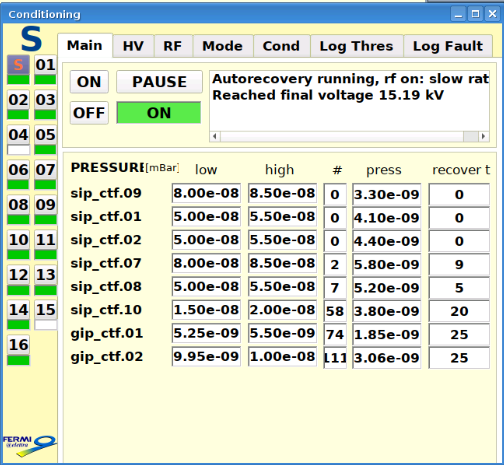 Conditioning
S
Main HV RF Mode Cond Log Thres Log Fault
S 01
02 03
04 05
06 07
08 09
10 11
12 13
14 15
16
ON PAUSE
OFF ON
Autorecovery running, rf on: slow rat
Reached final voltage 15.19 kV
PRESSURE [mBar] low high # press recover t
sip_ctf.09 8.00e-08 8.50e-08 0 3.30e-09 0
sip_ctf.01 5.00e-08 5.50e-08 0 4.10e-09 0
sip_ctf.02 5.00e-08 5.50e-08 0 4.40e-09 0
sip_ctf.07 8.00e-08 8.50e-08 2 5.80e-09 9
sip_ctf.08 5.00e-08 5.50e-08 7 5.20e-09 5
sip_ctf.10 1.50e-08 2.00e-08 58 3.80e-09 20
gip_ctf.01 5.25e-09 5.50e-09 74 1.85e-09 25
gip_ctf.02 9.95e-09 1.00e-08 111 3.06e-09 25
FERMI
@elettra